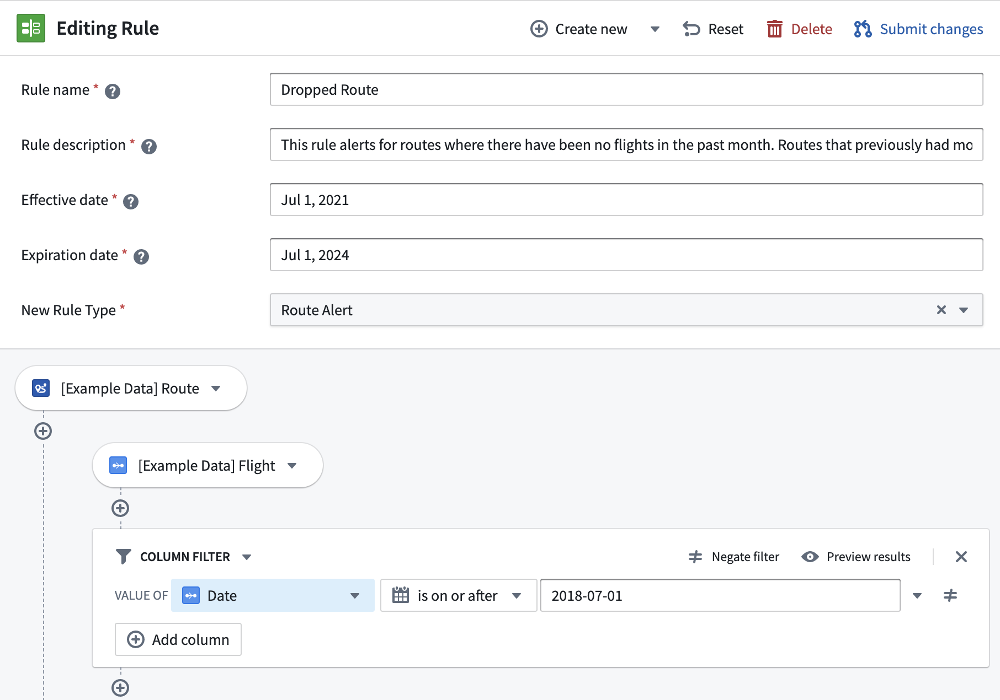 Editing Rule
Create new
Reset
Delete
Submit changes
Rule name *
Dropped Route
Rule description *
This rule alerts for routes where there have been no flights in the past month. Routes that previously had mo
Effective date *
Jul 1, 2021
Expiration date *
Jul 1, 2024
New Rule Type *
Route Alert
[Example Data] Route
[Example Data] Flight
COLUMN FILTER
Negate filter
Preview results
VALUE OF
Date
is on or after
2018-07-01
Add column